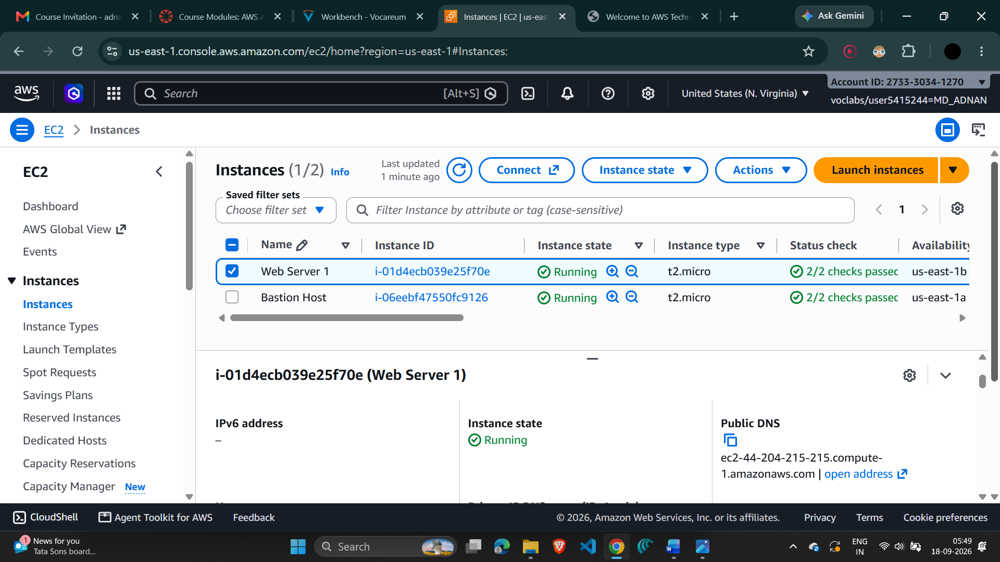 Course Invitation - adna
Course Modules: AWS A
Workbench - Vocareum
Instances | EC2 | us-east
Welcome to AWS Techn
Ask Gemini
us-east-1.console.aws.amazon.com/ec2/home?region=us-east-1#Instances:
aws
Search
[Alt+S]
United States (N. Virginia)
Account ID: 2733-3034-1270
voclabs/user5415244=MD_ADNAN
EC2
Instances
EC2
Dashboard
AWS Global View
Events
Instances
Instances
Instance Types
Launch Templates
Spot Requests
Savings Plans
Reserved Instances
Dedicated Hosts
Capacity Reservations
Capacity Manager New
Instances (1/2) Info
Last updated
1 minute ago
Connect
Instance state
Actions
Launch instances
Saved filter sets
Choose filter set
Filter Instance by attribute or tag (case-sensitive)
1
Name Instance ID Instance state Instance type Status check Availability
Web Server 1 i-01d4ecb039e25f70e Running t2.micro 2/2 checks passed us-east-1b
Bastion Host i-06eebf47550fc9126 Running t2.micro 2/2 checks passed us-east-1a
i-01d4ecb039e25f70e (Web Server 1)
IPv6 address
–
Instance state
Running
Public DNS
ec2-44-204-215-215.compute-
1.amazonaws.com | open address
CloudShell
Agent Toolkit for AWS
Feedback
© 2026, Amazon Web Services, Inc. or its affiliates.
Privacy
Terms
Cookie preferences
1
News for you
Tata Sons board...
Search
ENG
IN
05:49
18-09-2026